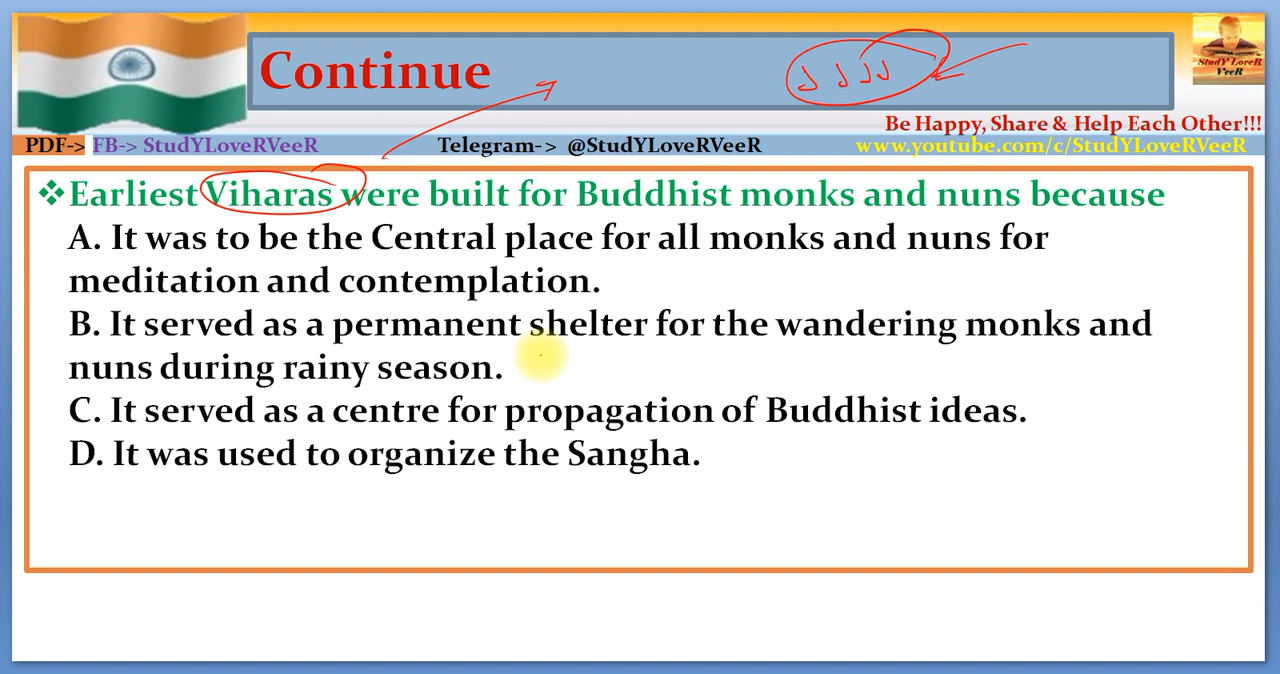 Continue
StudY LoveR
VeeR
Be Happy, Share & Help Each Other!!!
PDF-> FB-> StudYLoveRVeeR Telegram-> @StudYLoveRVeeR www.youtube.com/c/StudYLoveRVeeR
❖Earliest Viharas were built for Buddhist monks and nuns because
A. It was to be the Central place for all monks and nuns for
meditation and contemplation.
B. It served as a permanent shelter for the wandering monks and
nuns during rainy season.
C. It served as a centre for propagation of Buddhist ideas.
D. It was used to organize the Sangha.